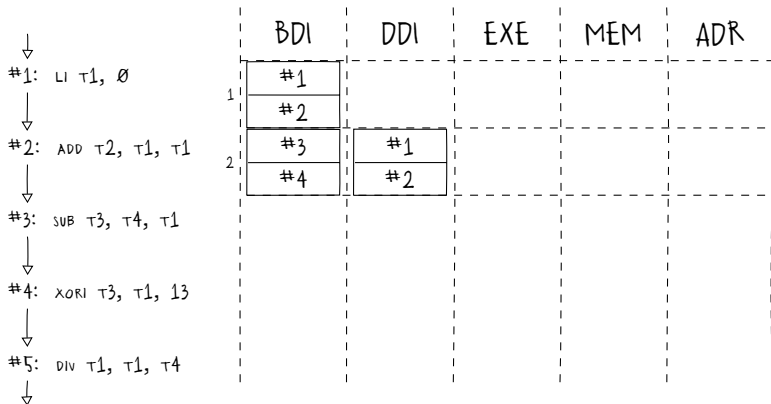 BDI DDI EXE MEM ADR
#1: LI T1, Ø
#2: ADD T2, T1, T1
#3: SUB T3, T4, T1
#4: XORI T3, T1, 13
#5: DIV T1, T1, T4
1
#1
#2
2
#3 #1
#4 #2